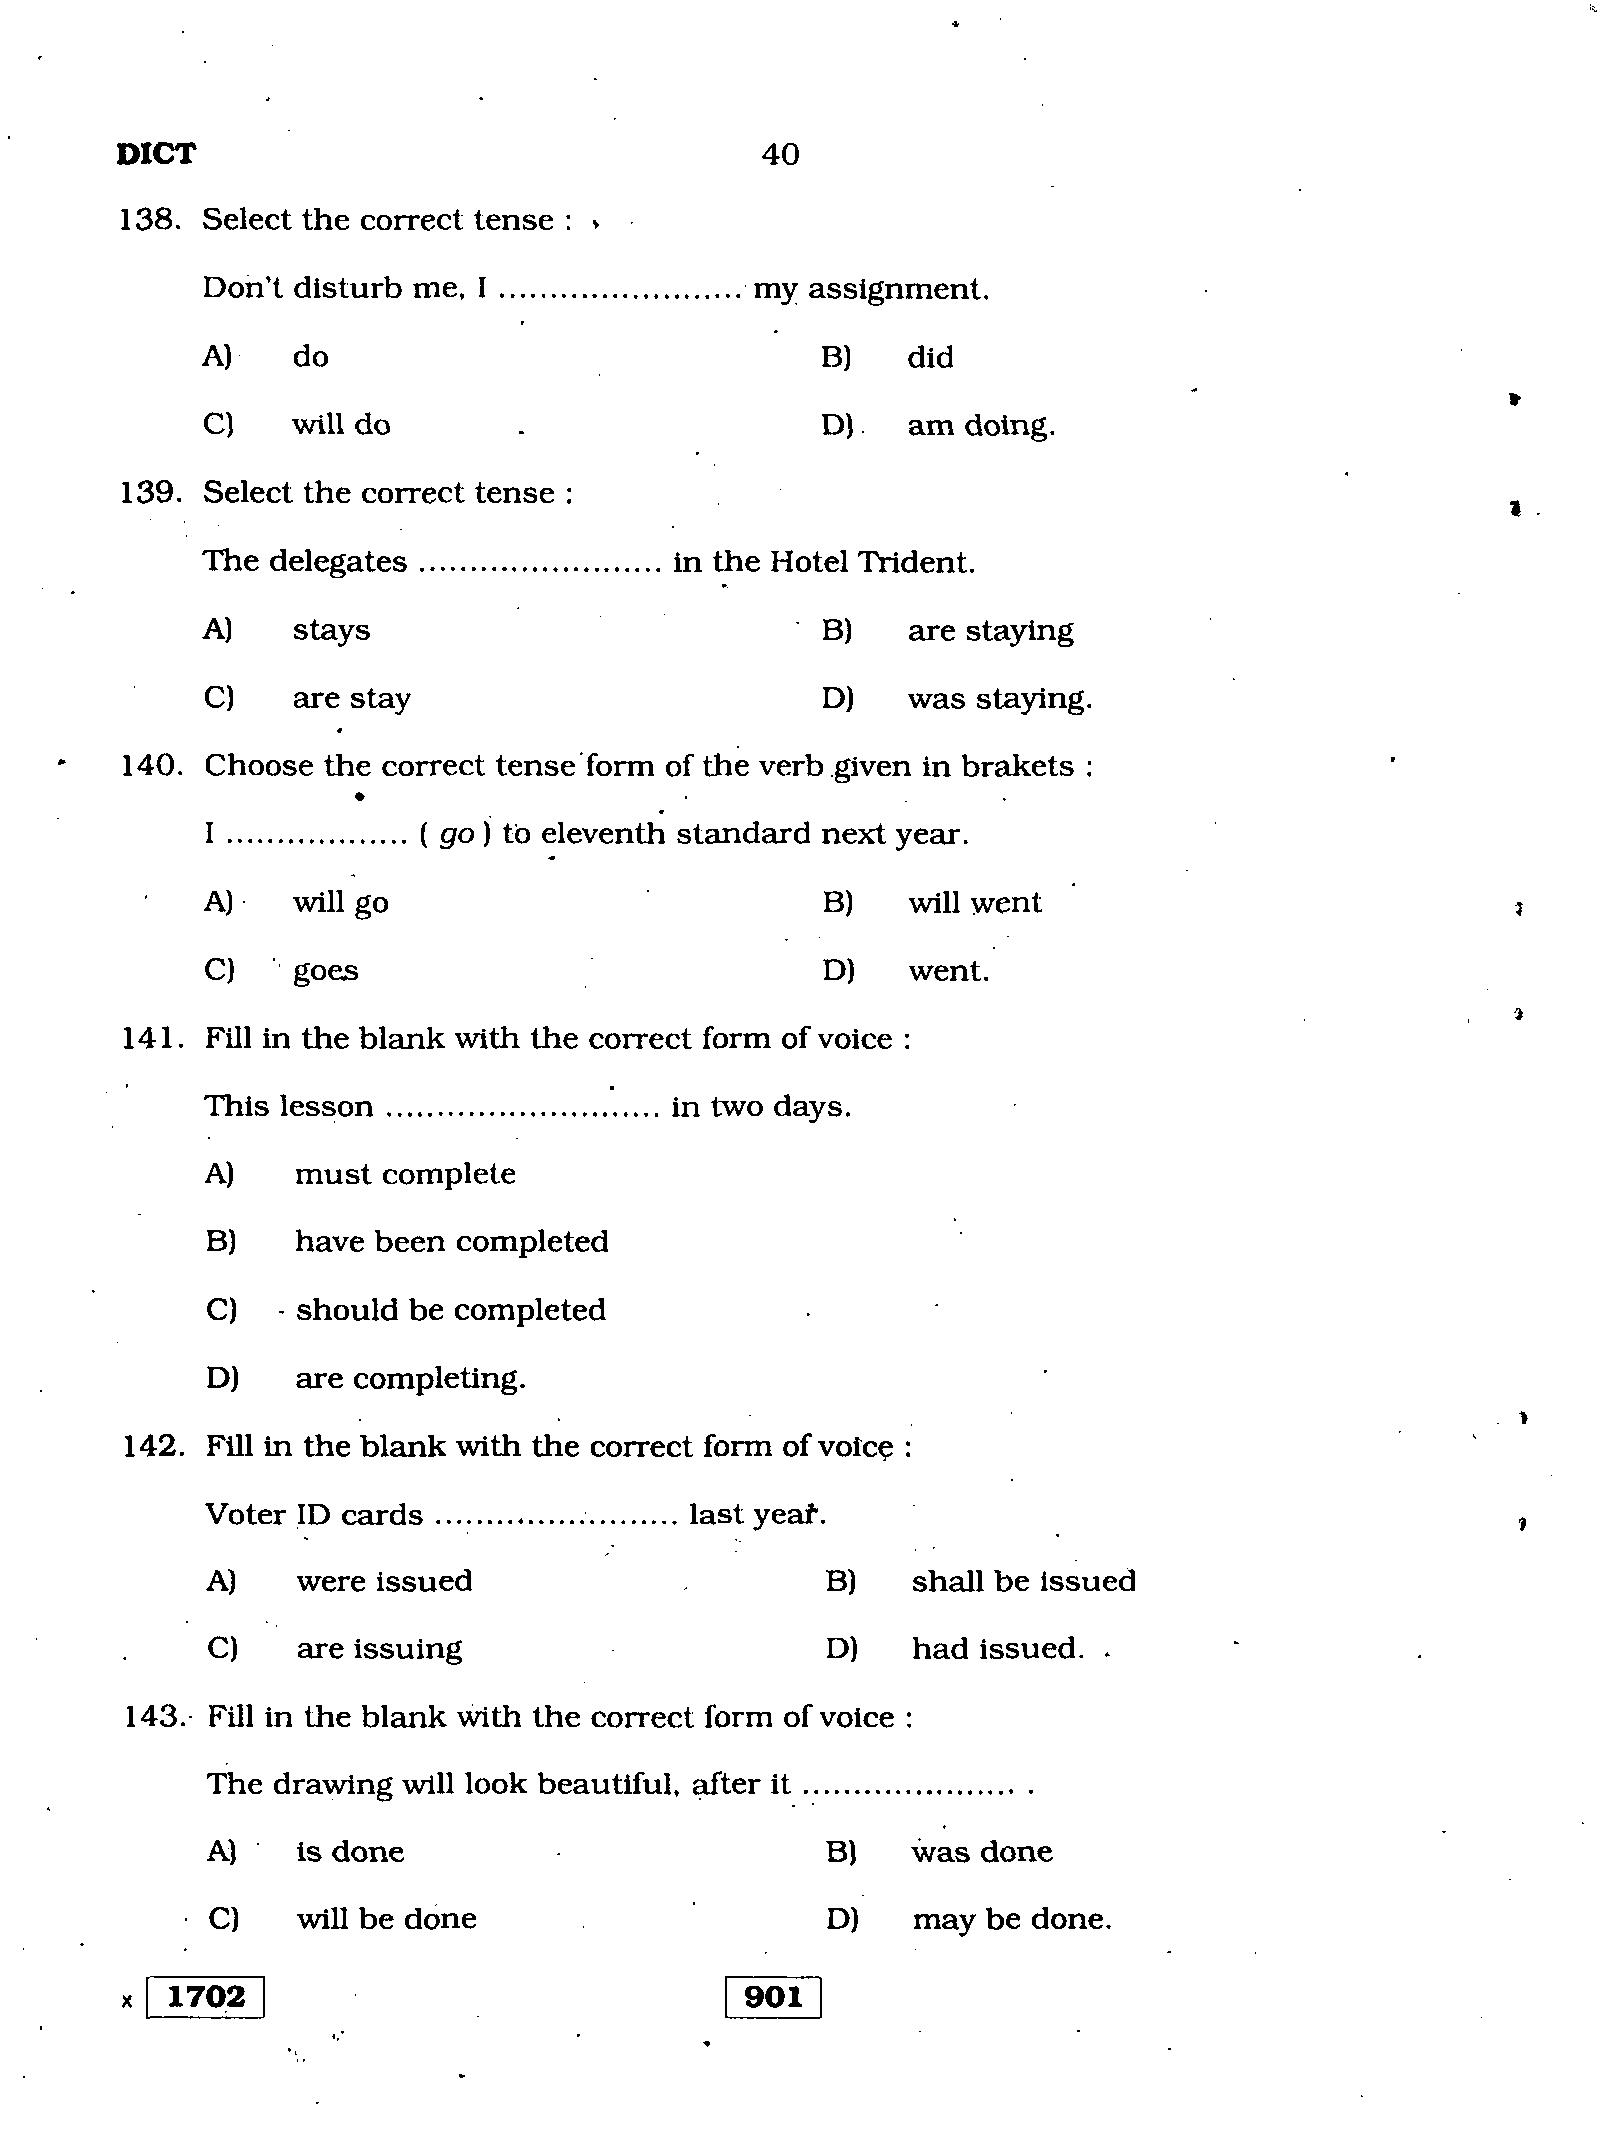 DICT 40
138. Select the correct tense :
Don't disturb me, I ........................ my assignment.
A) do B) did
C) will do D) am doing.
139. Select the correct tense :
The delegates ........................ in the Hotel Trident.
A) stays B) are staying
C) are stay D) was staying.
140. Choose the correct tense form of the verb given in brakets :
I .................. ( go ) to eleventh standard next year.
A) will go B) will went
C) goes D) went.
141. Fill in the blank with the correct form of voice :
This lesson ........................... in two days.
A) must complete
B) have been completed
C) should be completed
D) are completing.
142. Fill in the blank with the correct form of voice :
Voter ID cards ........................ last year.
A) were issued B) shall be issued
C) are issuing D) had issued.
143. Fill in the blank with the correct form of voice :
The drawing will look beautiful, after it ..................... .
A) is done B) was done
C) will be done D) may be done.
x 1702 901